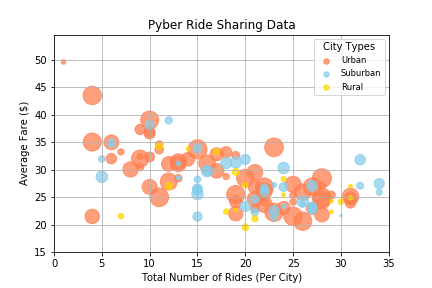 Pyber Ride Sharing Data
City Types
Urban
Suburban
Rural
Average Fare ($)
50
45
40
35
30
25
20
15
0 5 10 15 20 25 30 35
Total Number of Rides (Per City)